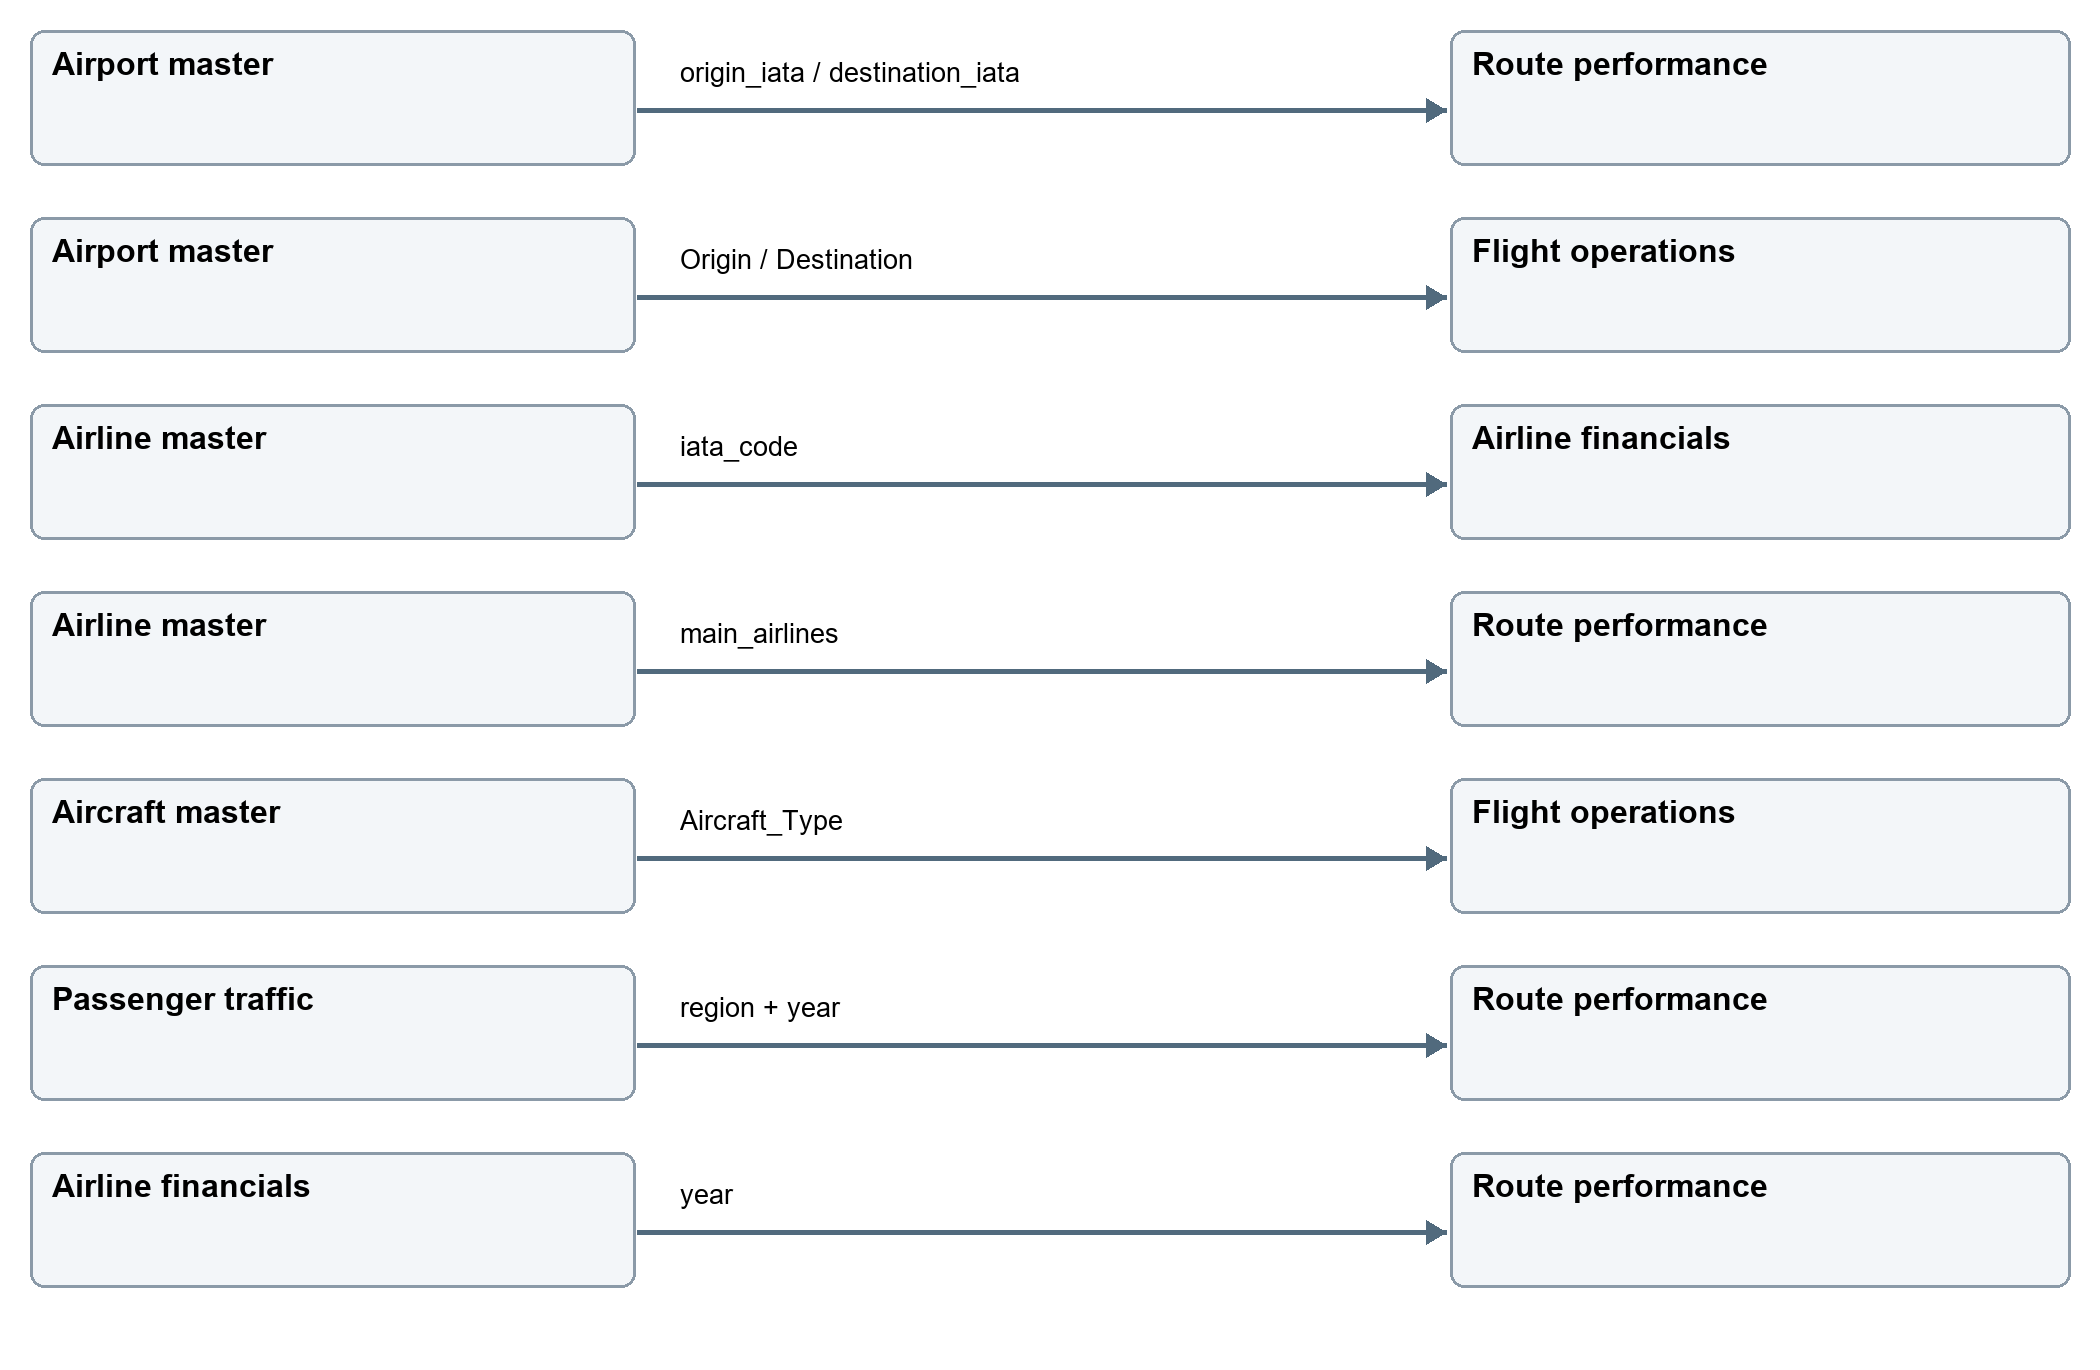 Airport master
origin_iata / destination_iata
Route performance
Airport master
Origin / Destination
Flight operations
Airline master
iata_code
Airline financials
Airline master
main_airlines
Route performance
Aircraft master
Aircraft_Type
Flight operations
Passenger traffic
region + year
Route performance
Airline financials
year
Route performance